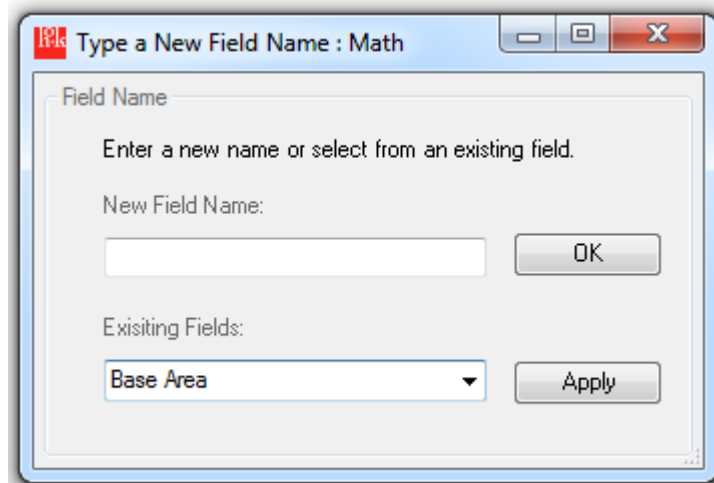 Type a New Field Name : Math
Field Name
Enter a new name or select from an existing field.
New Field Name:
OK
Exisiting Fields:
Base Area
Apply